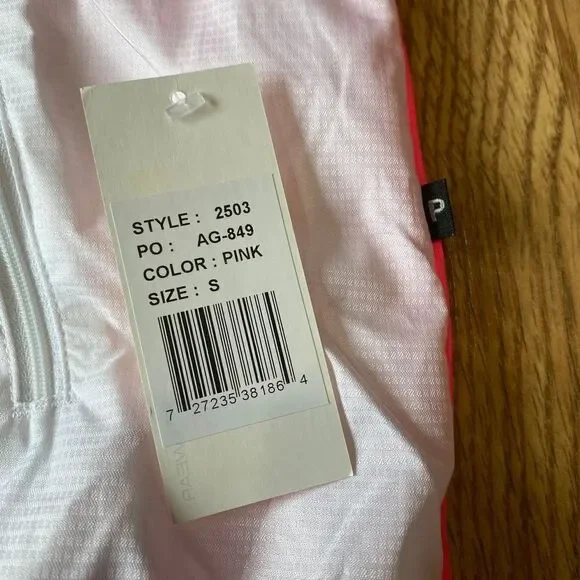 STYLE : 2503
PO : AG-849
COLOR : PINK
SIZE : S
7 27235 38186 4
P